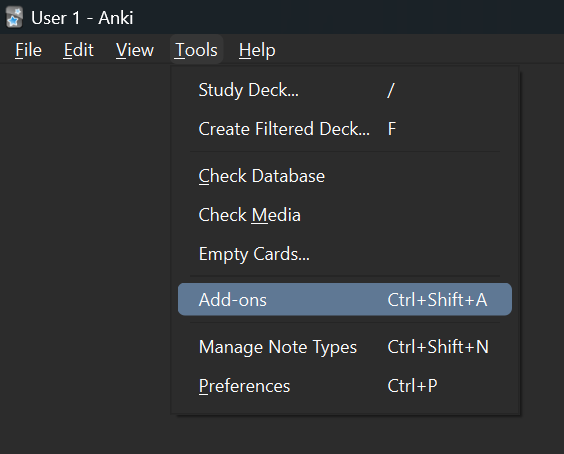 User 1 - Anki
File Edit View Tools Help
Study Deck... /
Create Filtered Deck... F
Check Database
Check Media
Empty Cards...
Add-ons Ctrl+Shift+A
Manage Note Types Ctrl+Shift+N
Preferences Ctrl+P